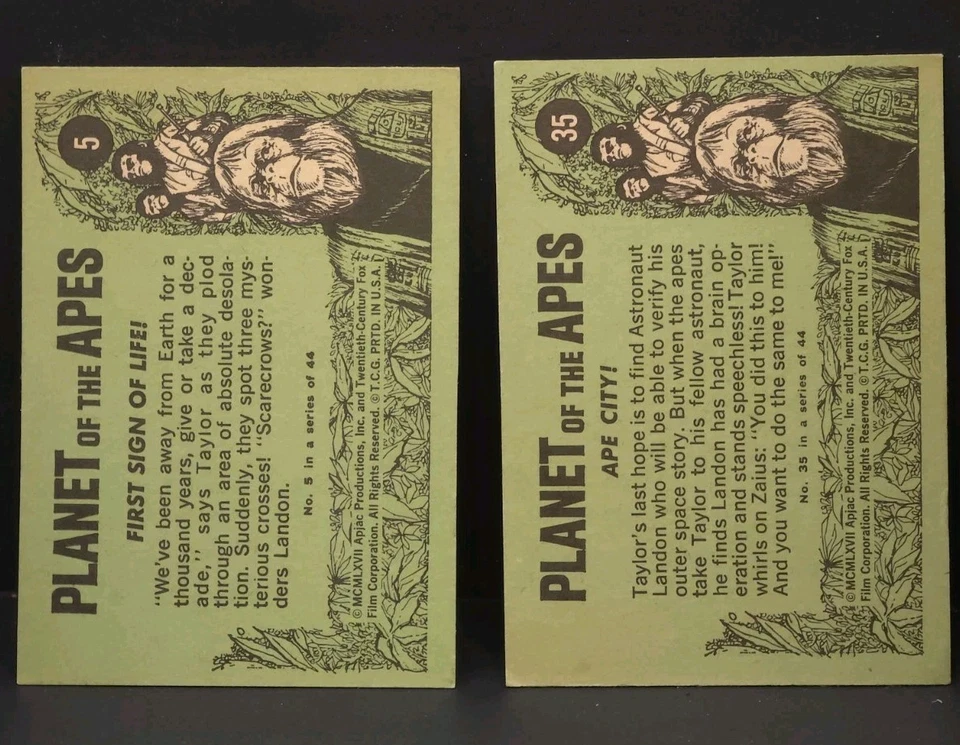 5
PLANET OF THE APES
FIRST SIGN OF LIFE!
"We've been away from Earth for a
thousand years, give or take a dec-
ade," says Taylor as they plod
through an area of absolute desola-
tion. Suddenly, they spot three mys-
terious crosses! "Scarecrows?" won-
ders Landon.
No. 5 in a series of 44
© MCMLXVII Apjac Productions, Inc. and Twentieth-Century Fox
Film Corporation. All Rights Reserved. © T.C.G. PRTD. IN U.S.A.
35
PLANET OF THE APES
APE CITY!
Taylor's last hope is to find Astronaut
Landon who will be able to verify his
outer space story. But when the apes
take Taylor to his fellow astronaut,
he finds Landon has had a brain op-
eration and stands speechless! Taylor
whirls on Zaius: "You did this to him!
And you want to do the same to me!"
No. 35 in a series of 44
© MCMLXVII Apjac Productions, Inc. and Twentieth-Century Fox
Film Corporation. All Rights Reserved. © T.C.G. PRTD. IN U.S.A.